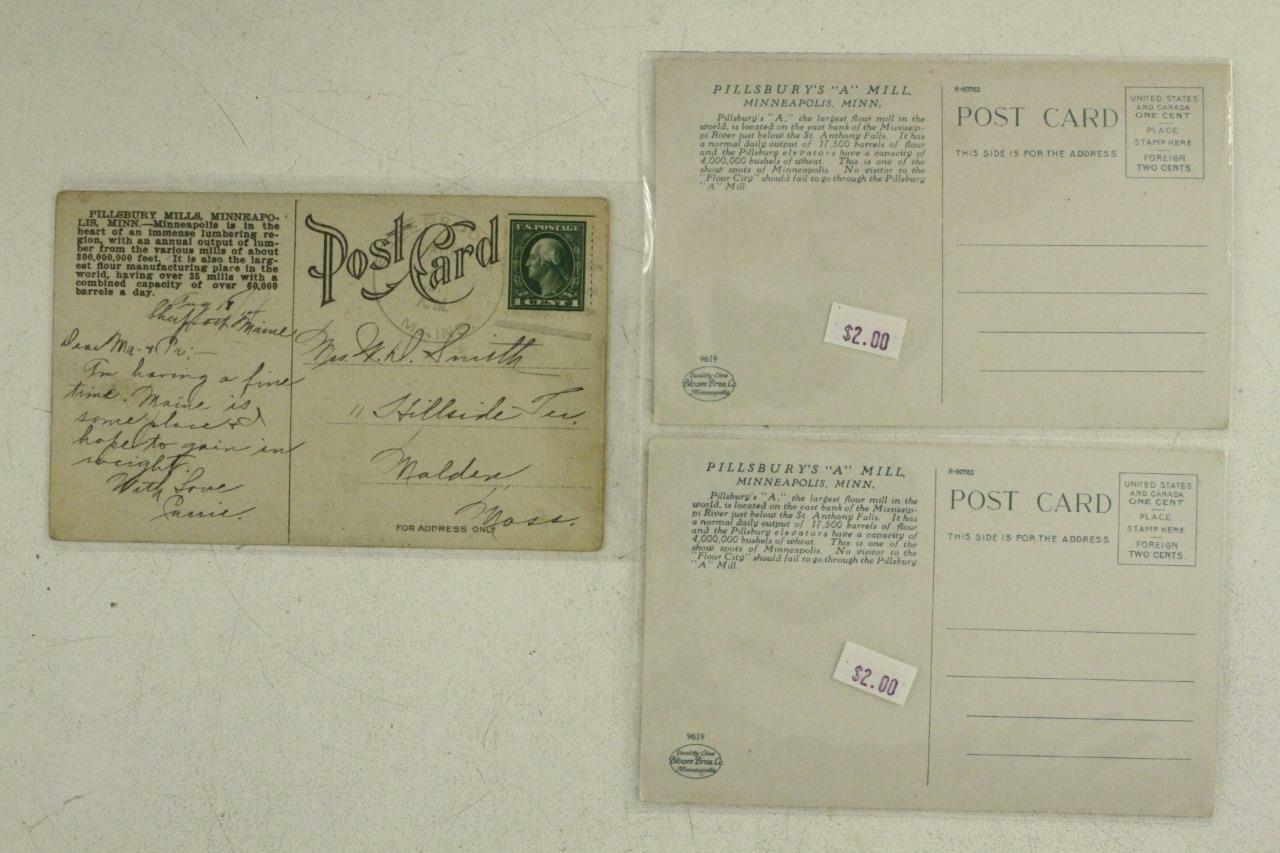 PILLSBURY MILLS, MINNEAPO-
LIS, MINN.—Minneapolis is in the
heart of an immense lumbering re-
gion, with an annual output of lum-
ber from the various mills of about
300,000,000 feet. It is also the larg-
est flour manufacturing place in the
world, having over 25 mills with a
combined capacity of over 60,000
barrels a day.
Maine
Dear Ma & Pa:—
I'm having a fine
time. Maine is
some place &
hope to gain in
weight.
With Love
Post Card
U.S. POSTAGE
1 CENT 1
MAINE
Mrs. W. D. Smith
11 Hillside Ter.
Malden,
Mass.
FOR ADDRESS ONLY
PILLSBURY'S "A" MILL,
MINNEAPOLIS, MINN.
Pillsbury's "A," the largest flour mill in the
world, is located on the east bank of the Mississip-
pi River just below the St. Anthony Falls. It has
a normal daily output of 17,500 barrels of flour
and the Pillsbury elevators have a capacity of
4,000,000 bushels of wheat. This is one of the
show spots of Minneapolis. No visitor to the
"Flour City" should fail to go through the Pillsbury
"A" Mill.
$2.00
9619
Quality Line
Bloom Bros. Co.
Minneapolis
R-60762
POST CARD
THIS SIDE IS FOR THE ADDRESS
UNITED STATES
AND CANADA
ONE CENT
PLACE
STAMP HERE
FOREIGN
TWO CENTS
PILLSBURY'S "A" MILL,
MINNEAPOLIS, MINN.
Pillsbury's "A," the largest flour mill in the
world, is located on the east bank of the Mississip-
pi River just below the St. Anthony Falls. It has
a normal daily output of 17,500 barrels of flour
and the Pillsbury elevators have a capacity of
4,000,000 bushels of wheat. This is one of the
show spots of Minneapolis. No visitor to the
"Flour City" should fail to go through the Pillsbury
"A" Mill.
$2.00
9619
Quality Line
Bloom Bros. Co.
Minneapolis
R-60762
POST CARD
THIS SIDE IS FOR THE ADDRESS
UNITED STATES
AND CANADA
ONE CENT
PLACE
STAMP HERE
FOREIGN
TWO CENTS.